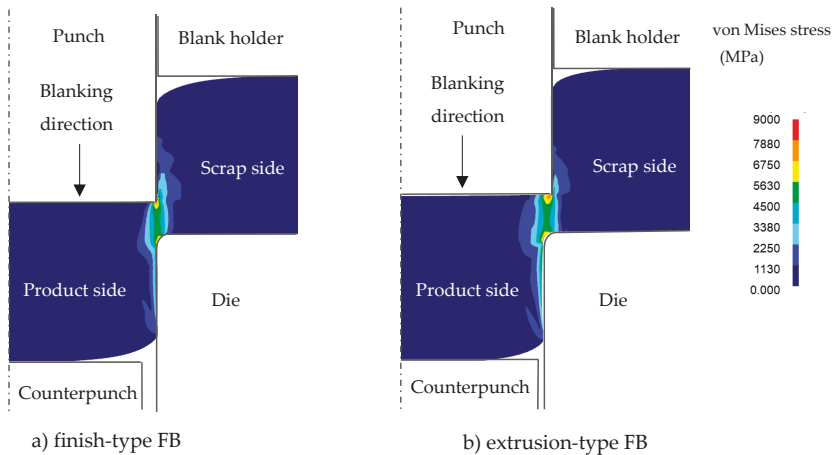 Punch
Blank holder
Blanking
direction
Scrap side
Product side
Die
Counterpunch
a) finish-type FB
Punch
Blank holder
Blanking
direction
Scrap side
Product side
Die
Counterpunch
b) extrusion-type FB
von Mises stress
(MPa)
9000
7880
6750
5630
4500
3380
2250
1130
0.000